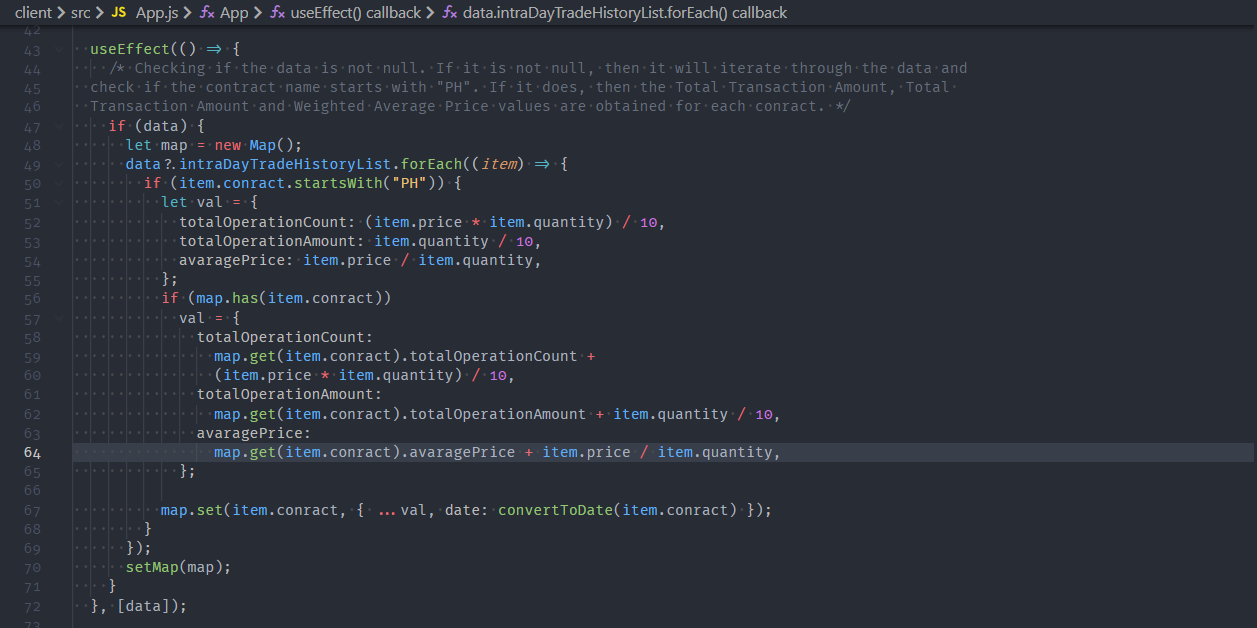 client > src > JS App.js > App > useEffect() callback > data.intraDayTradeHistoryList.forEach() callback
42
43 useEffect(() => {
44 /* Checking if the data is not null. If it is not null, then it will iterate through the data and
45 check if the contract name starts with "PH". If it does, then the Total Transaction Amount, Total
46 Transaction Amount and Weighted Average Price values are obtained for each conract. */
47 if (data) {
48 let map = new Map();
49 data?.intraDayTradeHistoryList.forEach((item) => {
50 if (item.conract.startsWith("PH")) {
51 let val = {
52 totalOperationCount: (item.price * item.quantity) / 10,
53 totalOperationAmount: item.quantity / 10,
54 avaragePrice: item.price / item.quantity,
55 };
56 if (map.has(item.conract))
57 val = {
58 totalOperationCount:
59 map.get(item.conract).totalOperationCount +
60 (item.price * item.quantity) / 10,
61 totalOperationAmount:
62 map.get(item.conract).totalOperationAmount + item.quantity / 10,
63 avaragePrice:
64 map.get(item.conract).avaragePrice + item.price / item.quantity,
65 };
66
67 map.set(item.conract, { ...val, date: convertToDate(item.conract) });
68 }
69 });
70 setMap(map);
71 }
72 }, [data]);
73